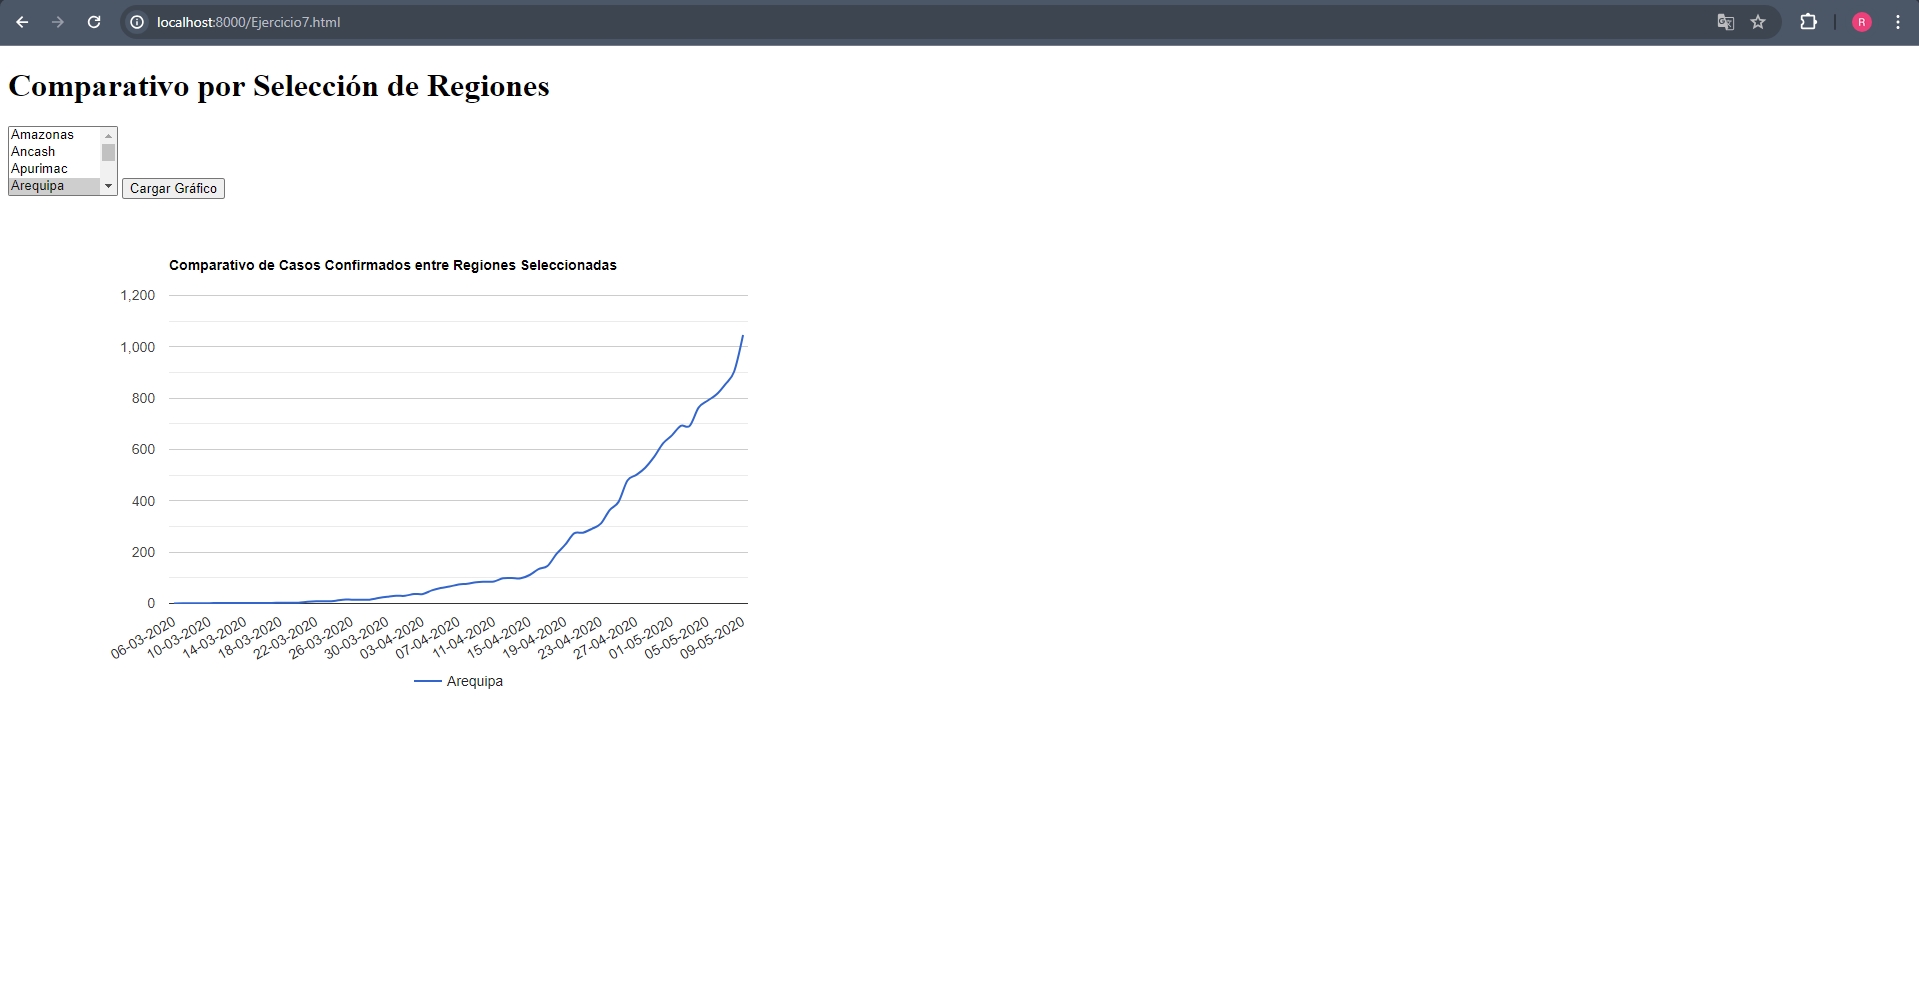 localhost:8000/Ejercicio7.html
R
Comparativo por Selección de Regiones
Amazonas
Ancash
Apurimac
Arequipa
Cargar Gráfico
Comparativo de Casos Confirmados entre Regiones Seleccionadas
1,200
1,000
800
600
400
200
0
06-03-2020
10-03-2020
14-03-2020
18-03-2020
22-03-2020
26-03-2020
30-03-2020
03-04-2020
07-04-2020
11-04-2020
15-04-2020
19-04-2020
23-04-2020
27-04-2020
01-05-2020
05-05-2020
09-05-2020
Arequipa